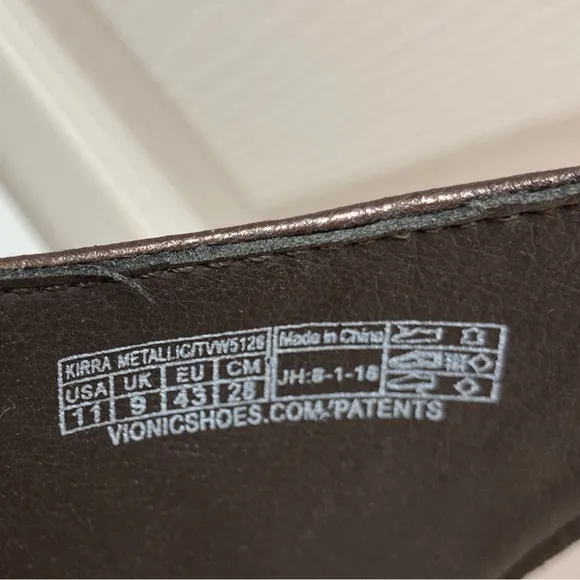 KIRRA METALLIC/TVW5126 Made in China
USA UK EU CM
11 9 43 28 JH:8-1-18
VIONICSHOES.COM/PATENTS